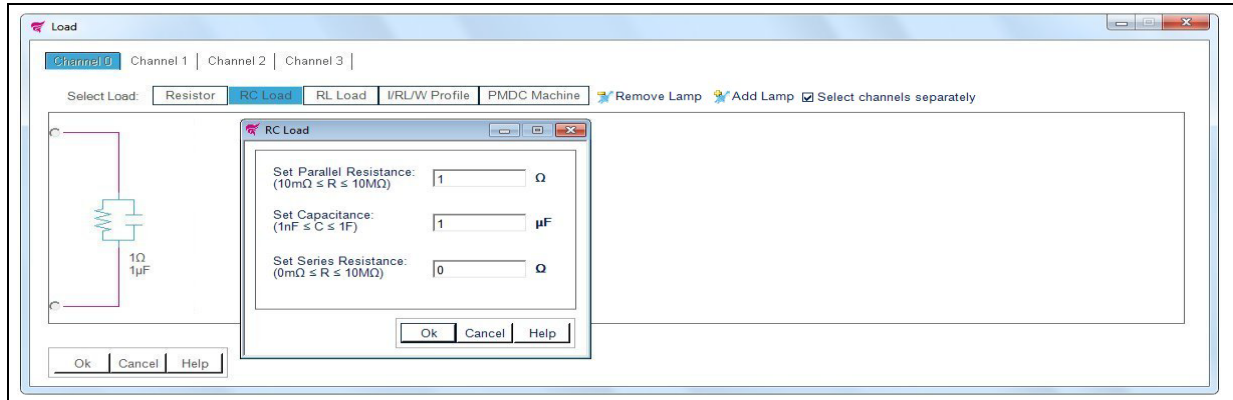 Load
Channel 0 Channel 1 Channel 2 Channel 3
Select Load: Resistor RC Load RL Load I/RL/W Profile PMDC Machine Remove Lamp Add Lamp Select channels separately
RC Load
Set Parallel Resistance: 1 Ω
(10mΩ ≤ R ≤ 10MΩ)
Set Capacitance: 1 µF
(1nF ≤ C ≤ 1F)
Set Series Resistance: 0 Ω
(0mΩ ≤ R ≤ 10MΩ)
1Ω
1µF
Ok Cancel Help
Ok Cancel Help